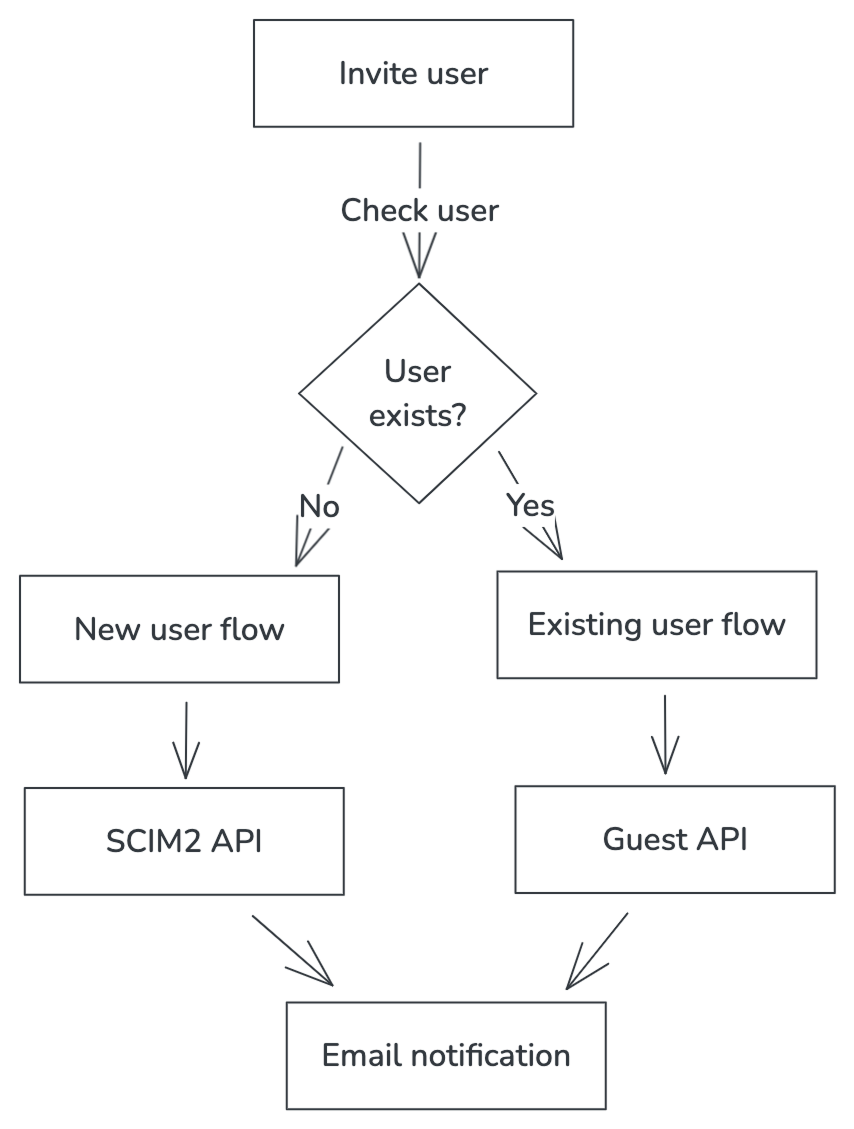 Invite user
Check user
User
exists?
No
Yes
New user flow
Existing user flow
SCIM2 API
Guest API
Email notification